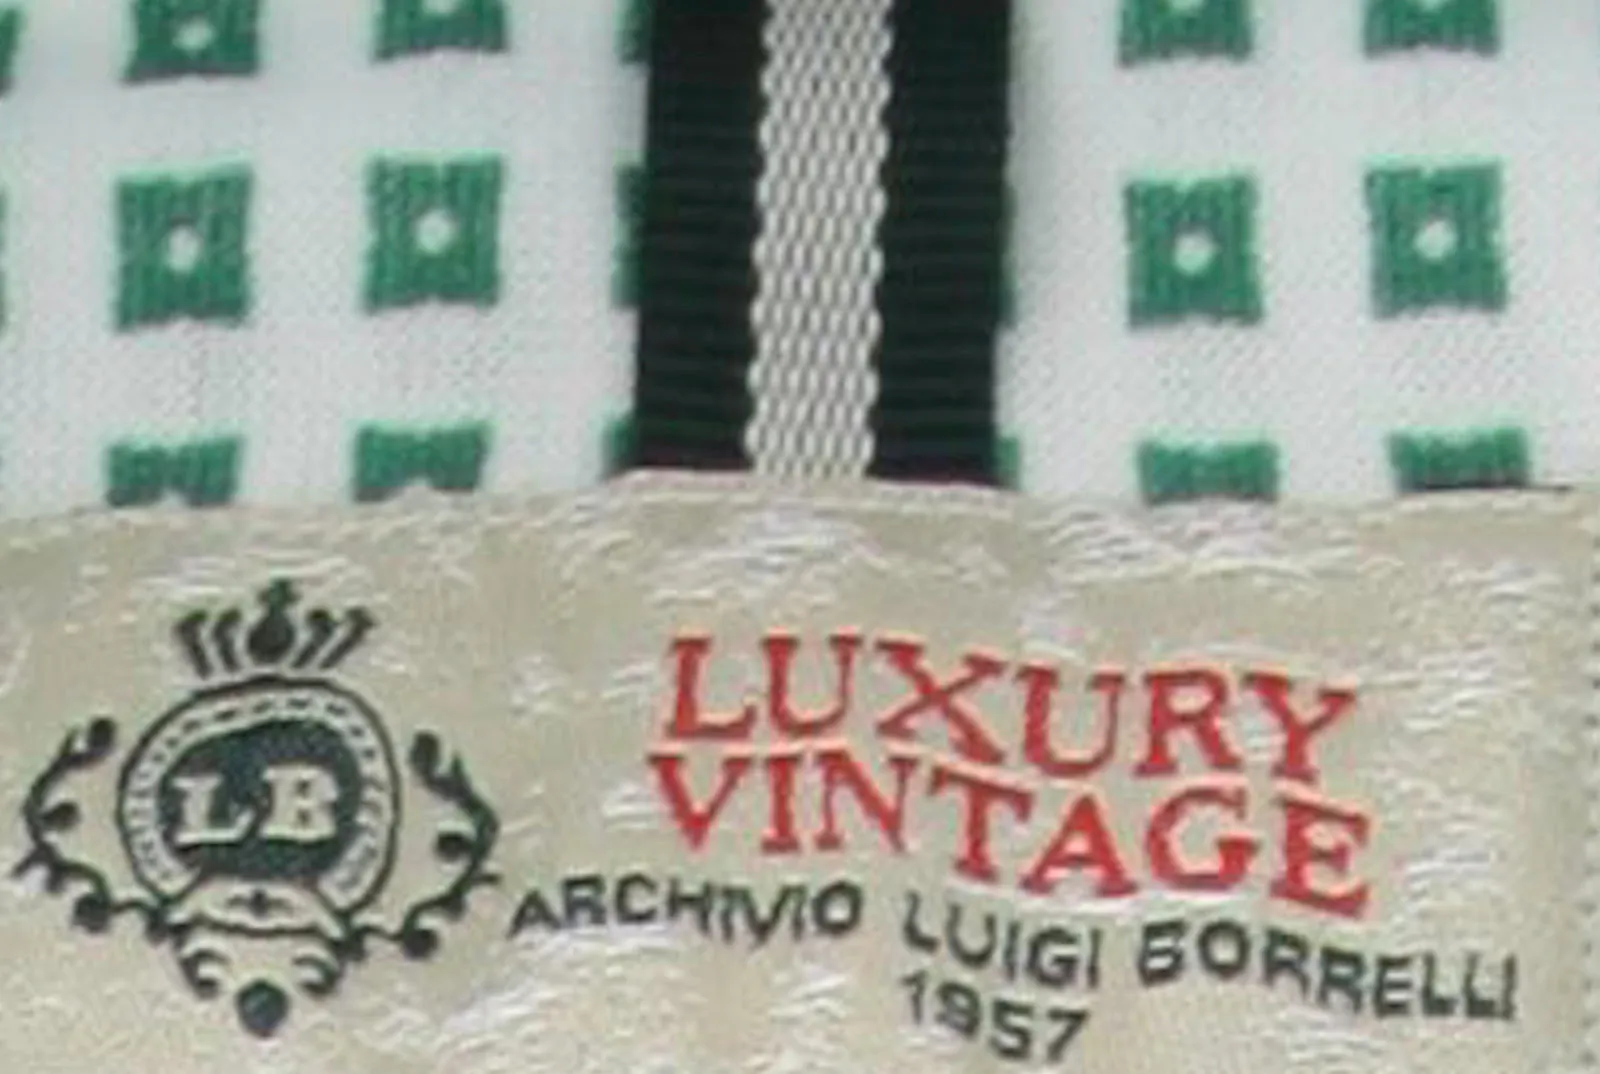 LB
LUXURY
VINTAGE
ARCHIVIO LUIGI BORRELLI
1957